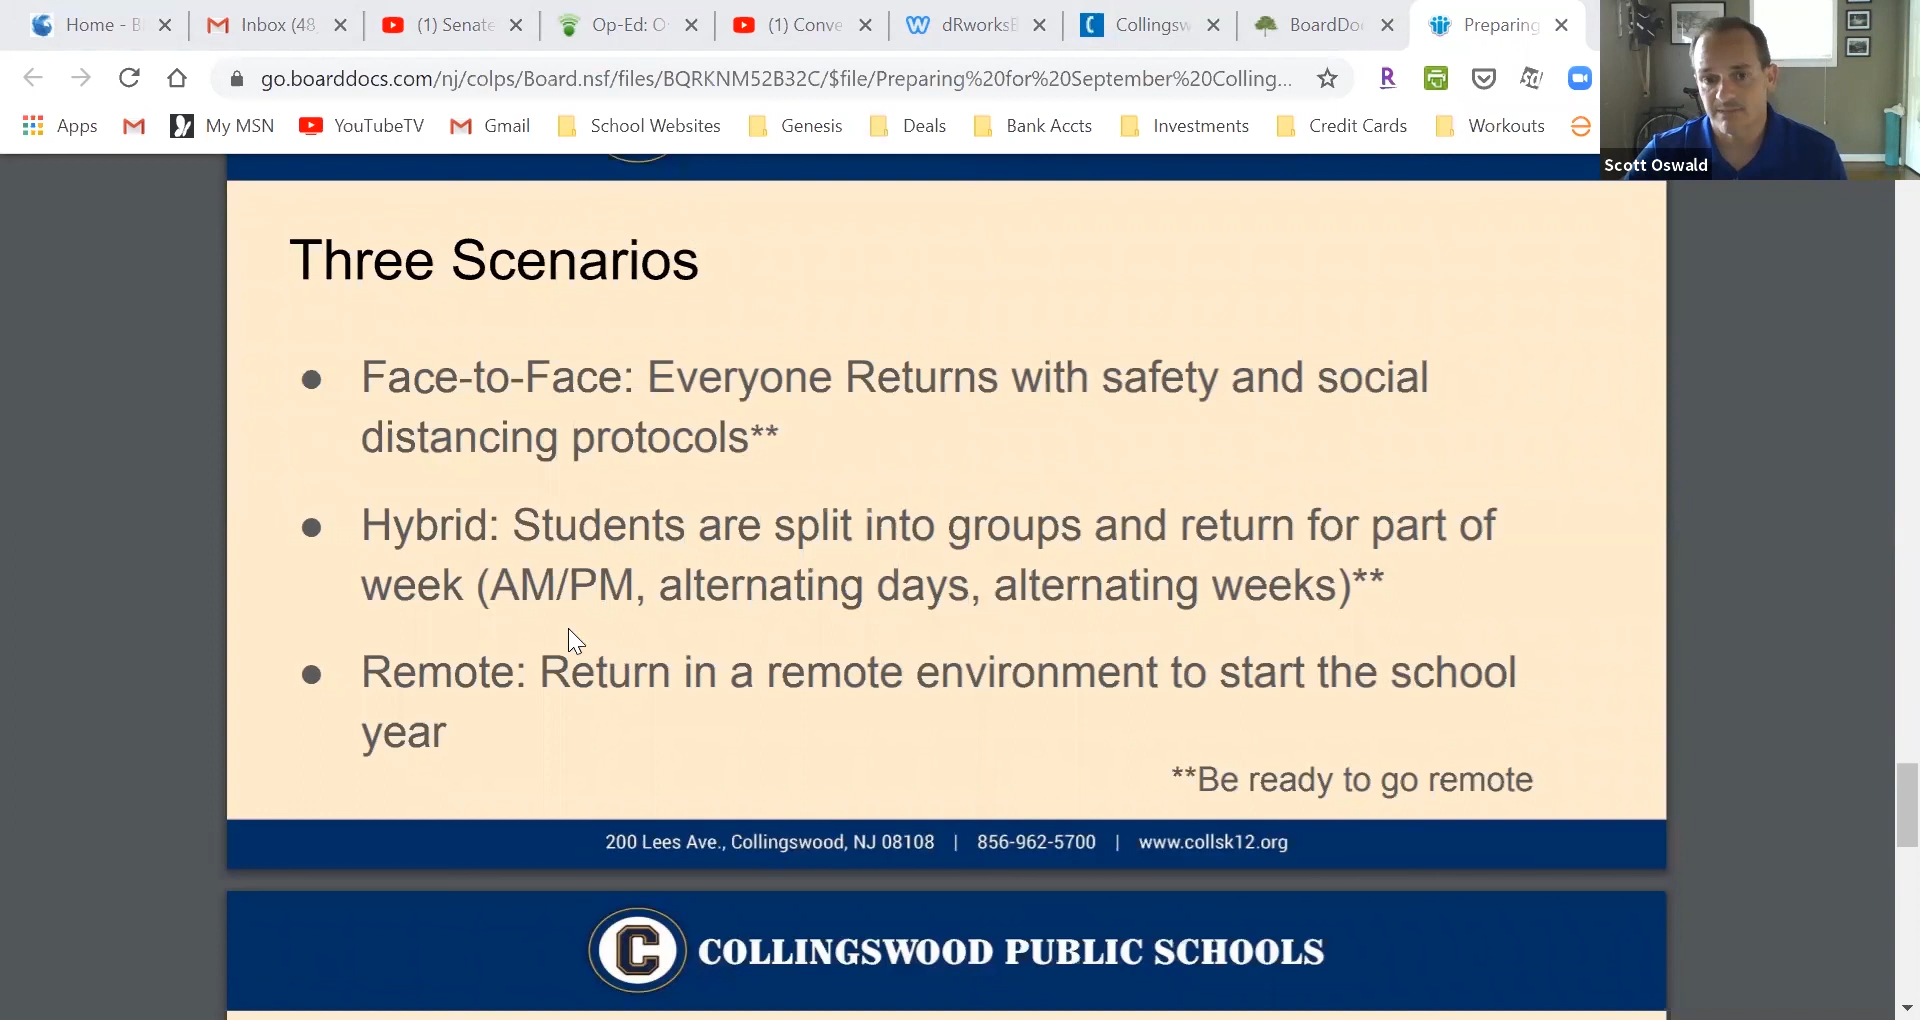 Home - B
Inbox (48
(1) Senate
Op-Ed: O
(1) Conve
dRworksB
Collingsw
BoardDo
Preparing
go.boarddocs.com/nj/colps/Board.nsf/files/BQRKNM52B32C/$file/Preparing%20for%20September%20Colling...
Apps
My MSN
YouTubeTV
Gmail
School Websites
Genesis
Deals
Bank Accts
Investments
Credit Cards
Workouts
Scott Oswald
Three Scenarios
● Face-to-Face: Everyone Returns with safety and social
distancing protocols**
● Hybrid: Students are split into groups and return for part of
week (AM/PM, alternating days, alternating weeks)**
● Remote: Return in a remote environment to start the school
year
**Be ready to go remote
200 Lees Ave., Collingswood, NJ 08108 | 856-962-5700 | www.collsk12.org
C COLLINGSWOOD PUBLIC SCHOOLS